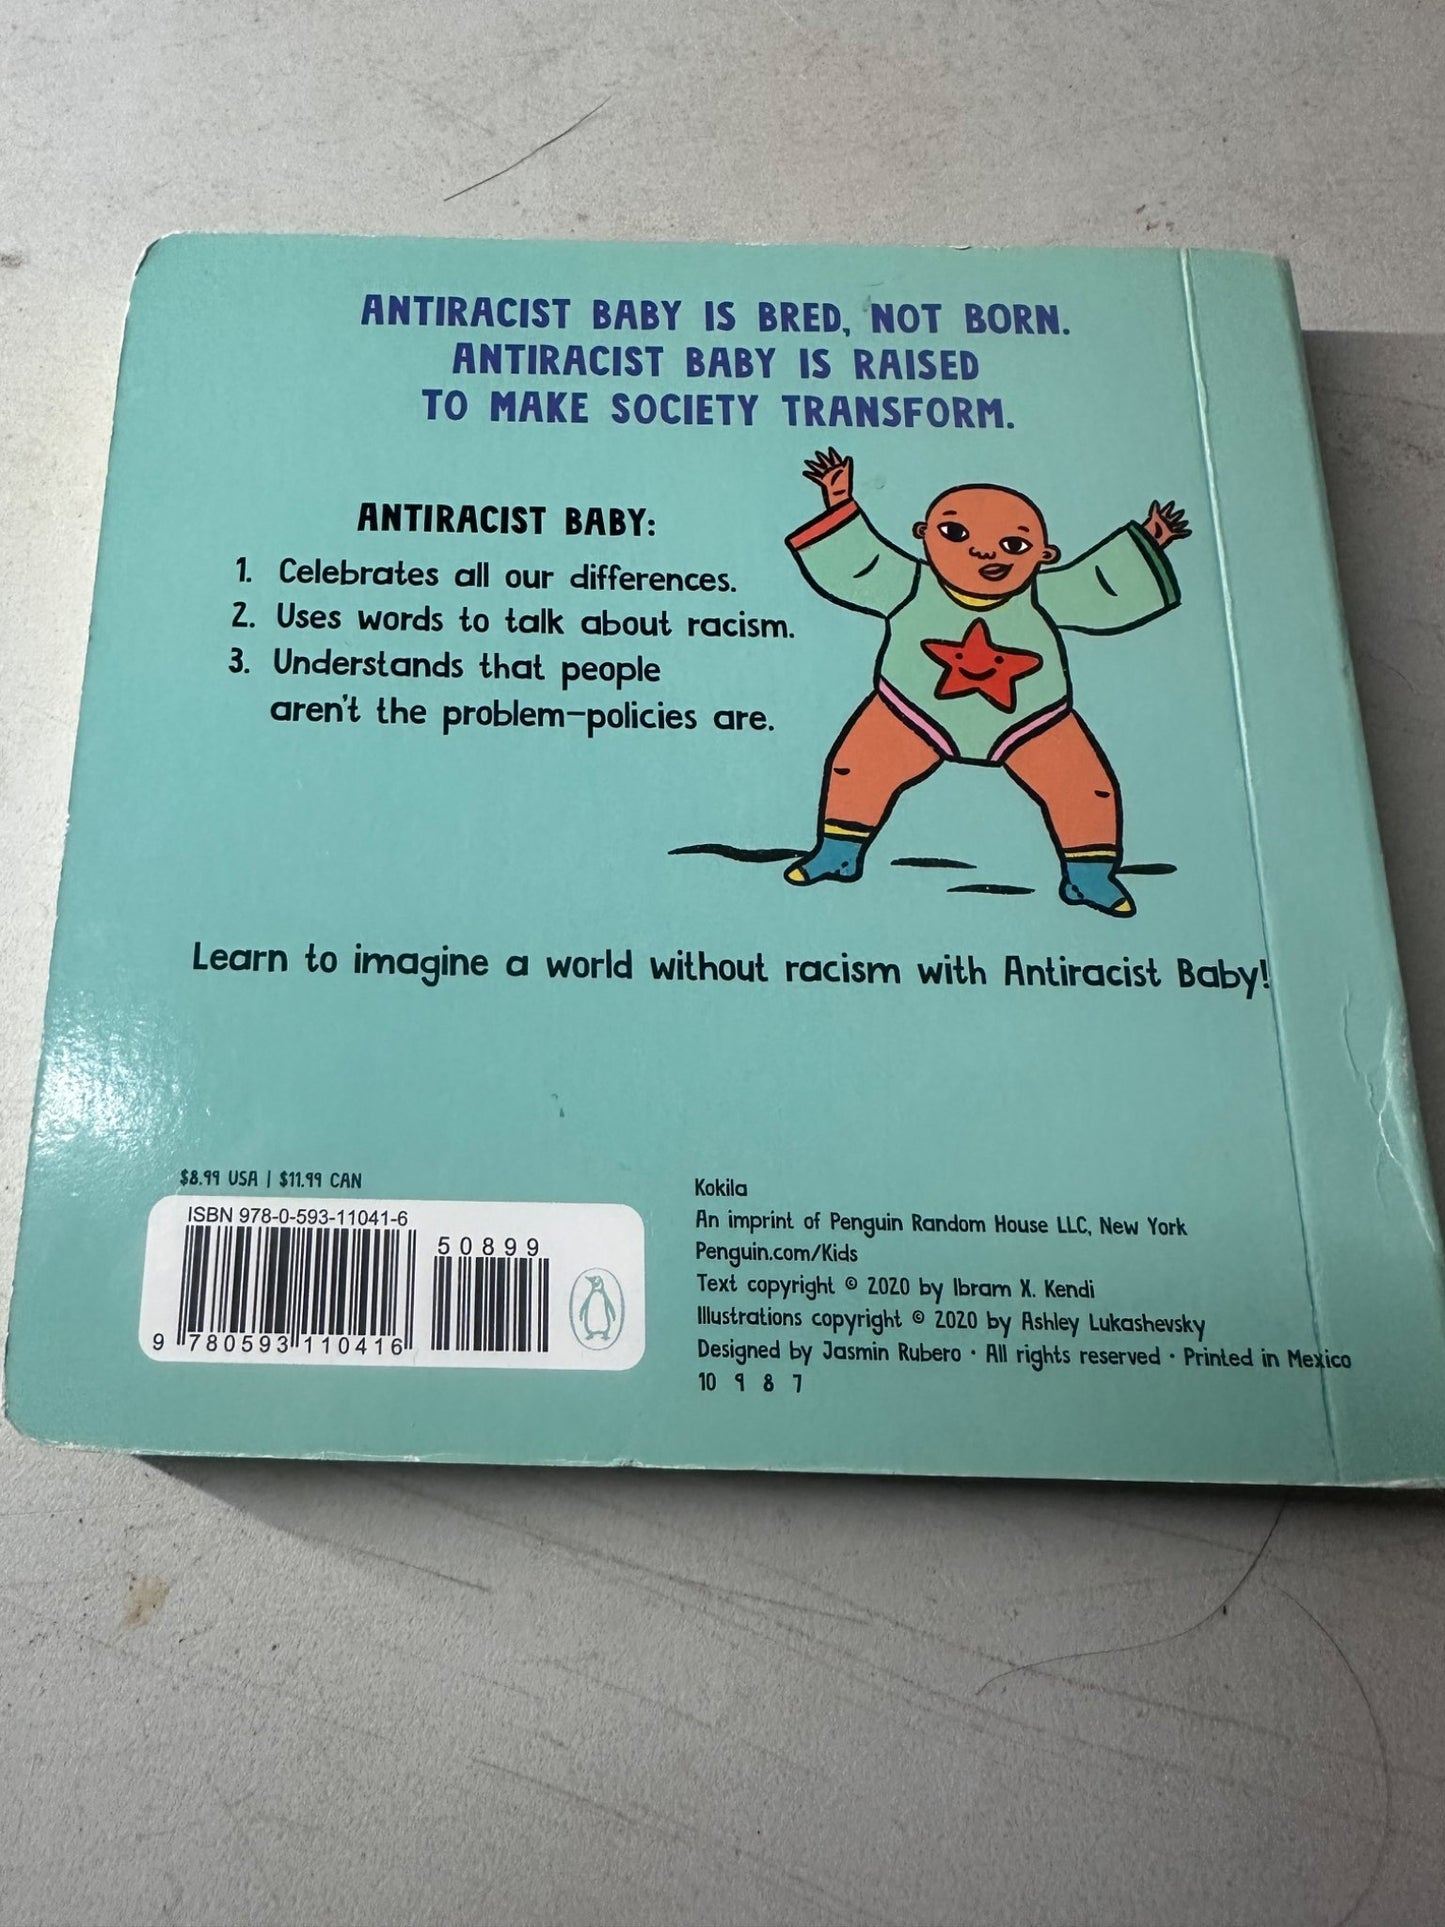 ANTIRACIST BABY IS BRED, NOT BORN.
ANTIRACIST BABY IS RAISED
TO MAKE SOCIETY TRANSFORM.
ANTIRACIST BABY:
1. Celebrates all our differences.
2. Uses words to talk about racism.
3. Understands that people
aren't the problem—policies are.
Learn to imagine a world without racism with Antiracist Baby!
$8.99 USA | $11.99 CAN
ISBN 978-0-593-11041-6
50899
9 780593 110416
Kokila
An imprint of Penguin Random House LLC, New York
Penguin.com/Kids
Text copyright © 2020 by Ibram X. Kendi
Illustrations copyright © 2020 by Ashley Lukashevsky
Designed by Jasmin Rubero • All rights reserved • Printed in Mexico
10 9 8 7